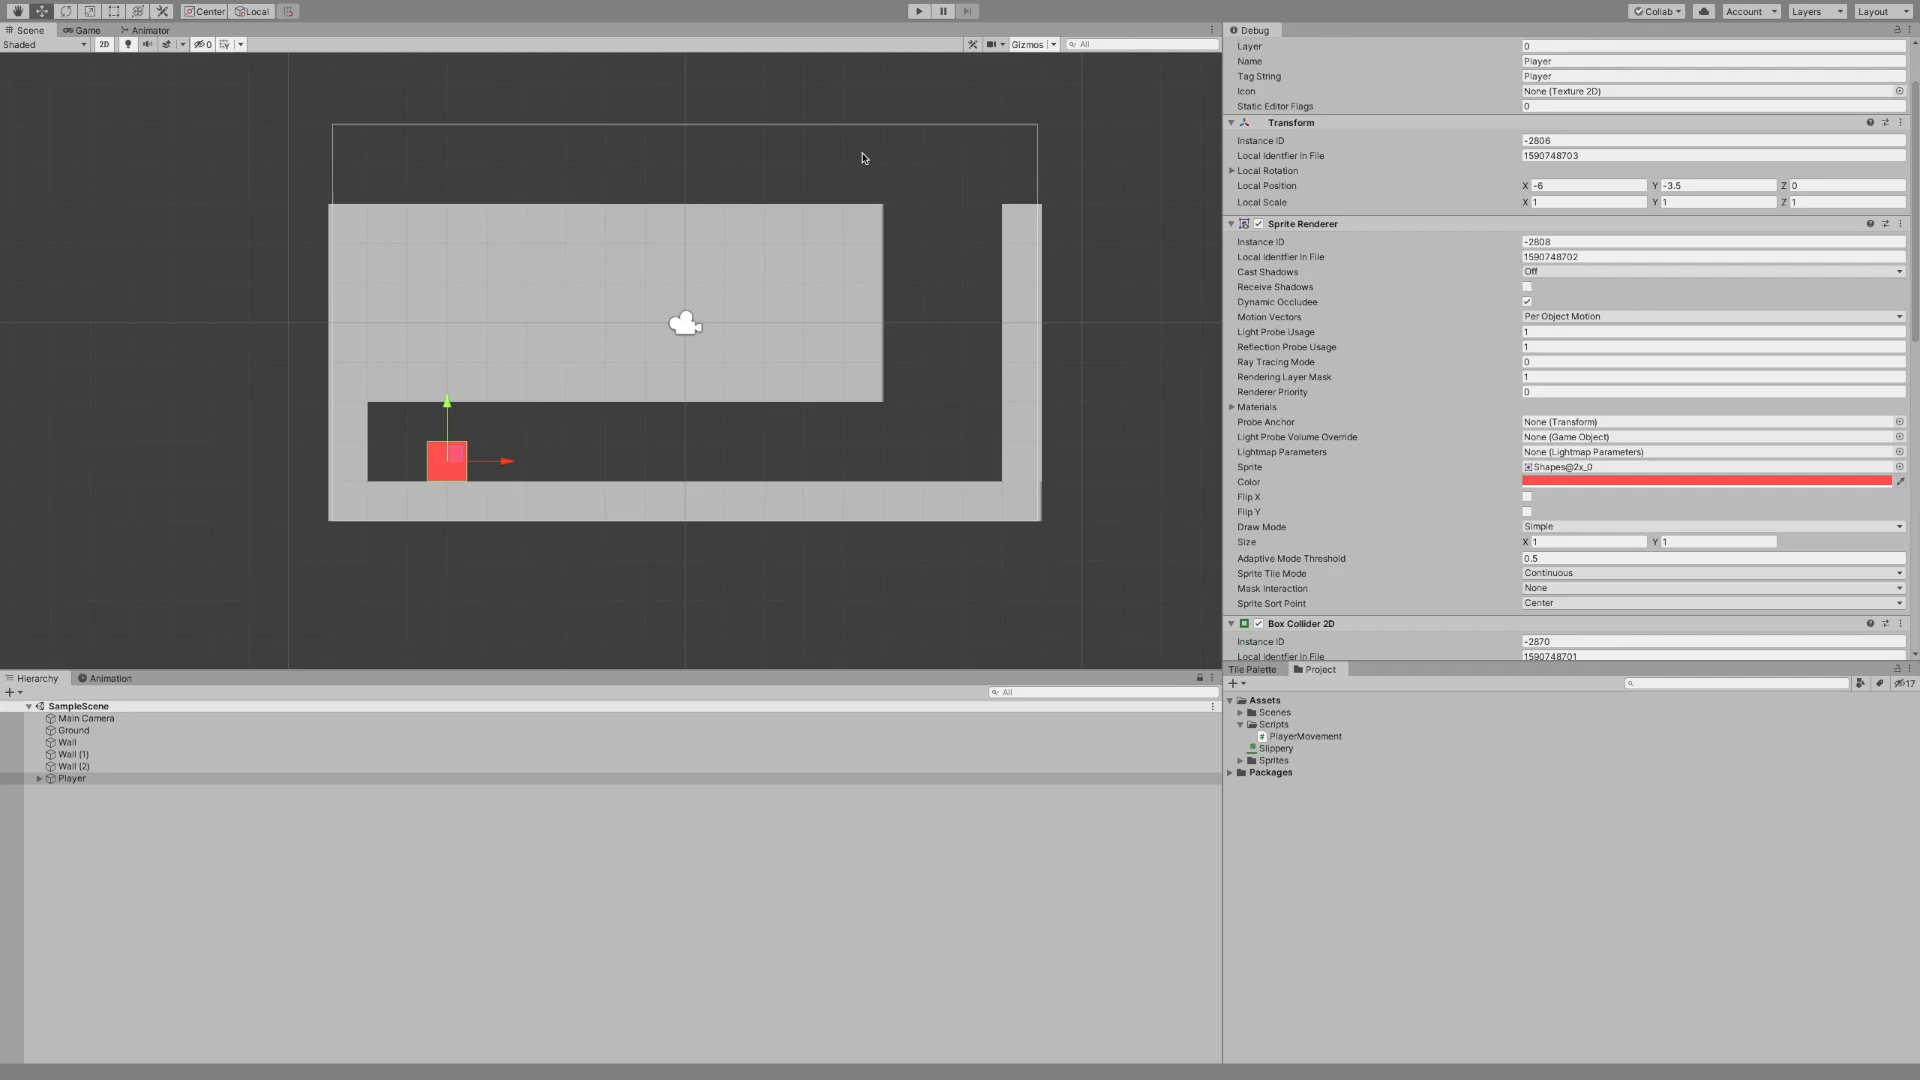 Center Local Collab Account Layers Layout
Scene Game Animator
Shaded 2D 0 Gizmos All
Debug
Layer 0
Name Player
Tag String Player
Icon None (Texture 2D)
Static Editor Flags 0
Transform
Instance ID -2806
Local Identfier In File 1590748703
Local Rotation
Local Position X -6 Y -3.5 Z 0
Local Scale X 1 Y 1 Z 1
Sprite Renderer
Instance ID -2808
Local Identfier In File 1590748702
Cast Shadows Off
Receive Shadows
Dynamic Occludee
Motion Vectors Per Object Motion
Light Probe Usage 1
Reflection Probe Usage 1
Ray Tracing Mode 0
Rendering Layer Mask 1
Renderer Priority 0
Materials
Probe Anchor None (Transform)
Light Probe Volume Override None (Game Object)
Lightmap Parameters None (Lightmap Parameters)
Sprite Shapes@2x_0
Color
Flip X
Flip Y
Draw Mode Simple
Size X 1 Y 1
Adaptive Mode Threshold 0.5
Sprite Tile Mode Continuous
Mask Interaction None
Sprite Sort Point Center
Box Collider 2D
Instance ID -2870
Local Identfier In File 1590748701
Hierarchy Animation
All
SampleScene
Main Camera
Ground
Wall
Wall (1)
Wall (2)
Player
Tile Palette Project
17
Assets
Scenes
Scripts
PlayerMovement
Slippery
Sprites
Packages